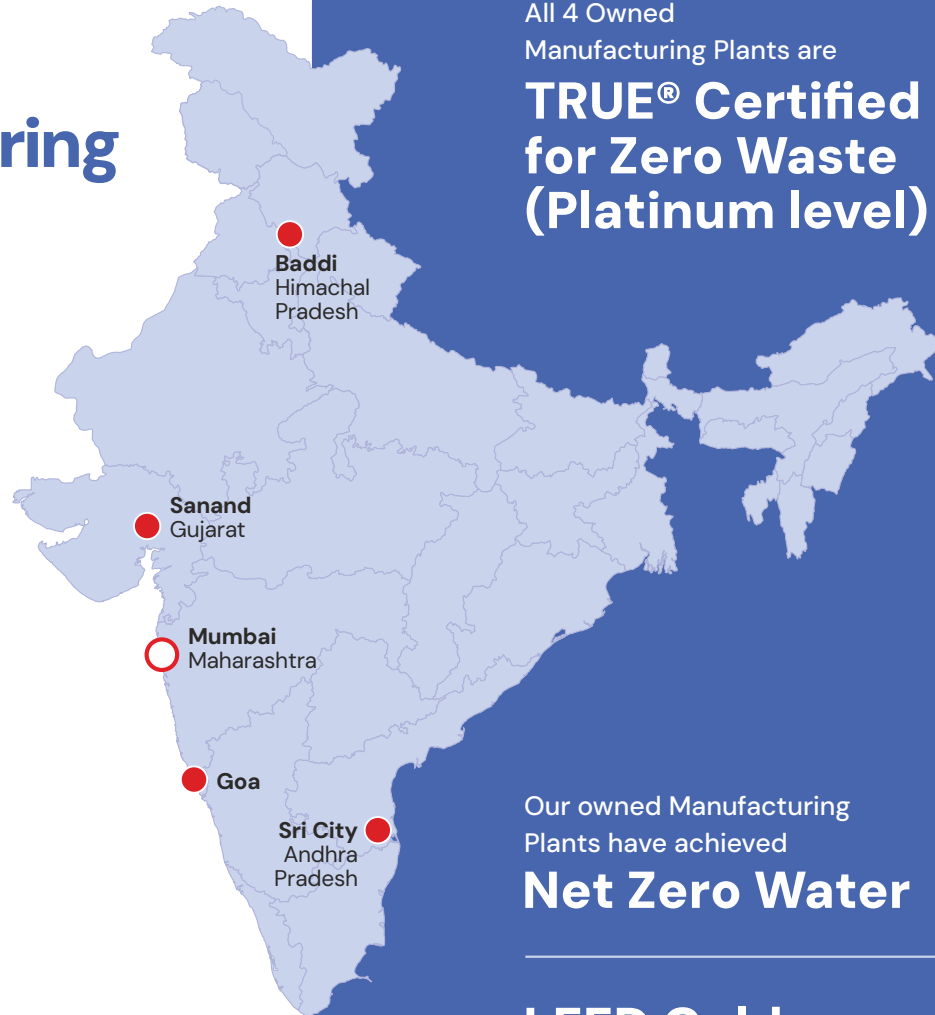 ring
All 4 Owned
Manufacturing Plants are
TRUE® Certified
for Zero Waste
(Platinum level)
Baddi
Himachal
Pradesh
Sanand
Gujarat
Mumbai
Maharashtra
Goa
Sri City
Andhra
Pradesh
Our owned Manufacturing
Plants have achieved
Net Zero Water